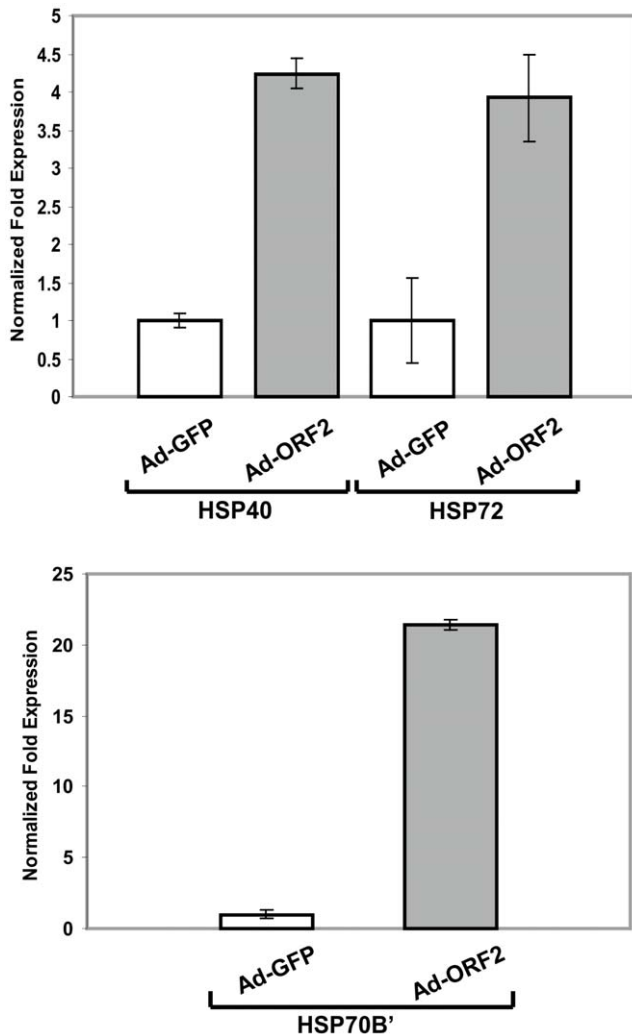 Normalized Fold Expression
5
4.5
4
3.5
3
2.5
2
1.5
1
0.5
0
Ad-GFP
Ad-ORF2
Ad-GFP
Ad-ORF2
HSP40
HSP72
Normalized Fold Expression
25
20
15
10
5
0
Ad-GFP
Ad-ORF2
HSP70B’